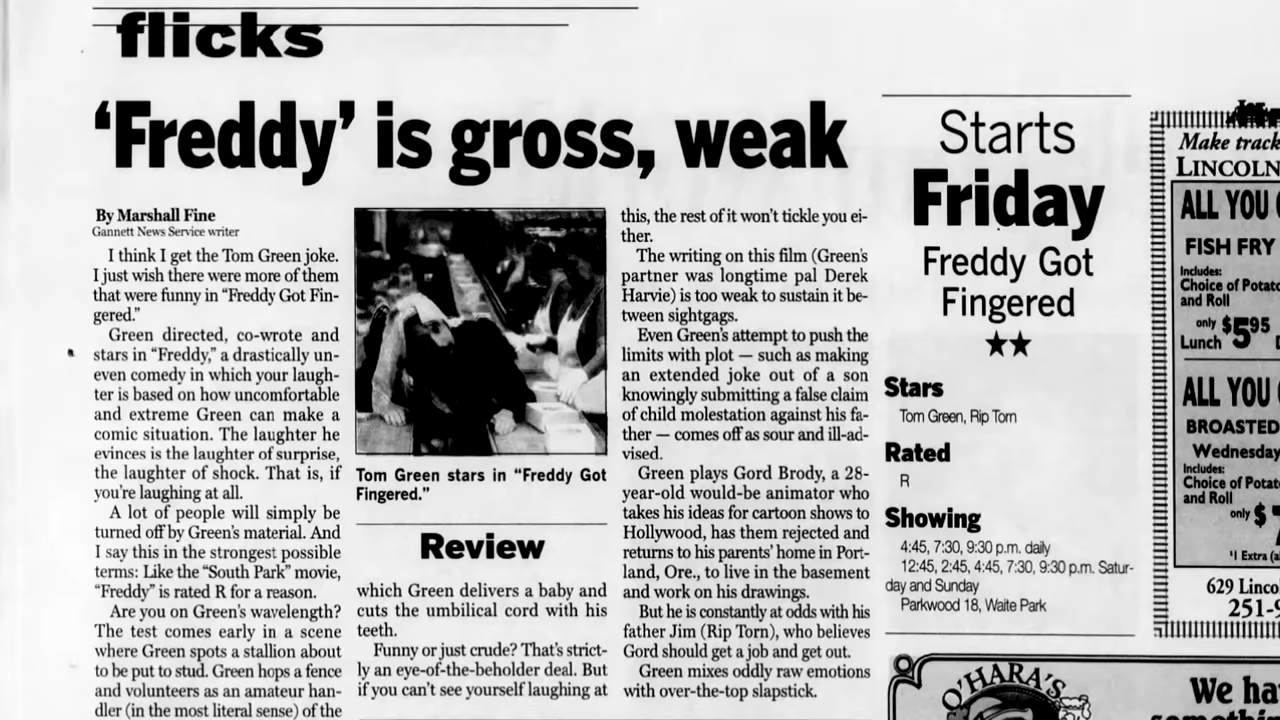 flicks
‘Freddy’ is gross, weak
By Marshall Fine
Gannett News Service writer
I think I get the Tom Green joke.
I just wish there were more of them
that were funny in “Freddy Got Fin-
gered.”
Green directed, co-wrote and
stars in “Freddy,” a drastically un-
even comedy in which your laugh-
ter is based on how uncomfortable
and extreme Green can make a
comic situation. The laughter he
evinces is the laughter of surprise,
the laughter of shock. That is, if
you’re laughing at all.
A lot of people will simply be
turned off by Green’s material. And
I say this in the strongest possible
terms: Like the “South Park” movie,
“Freddy” is rated R for a reason.
Are you on Green’s wavelength?
The test comes early in a scene
where Green spots a stallion about
to be put to stud. Green hops a fence
and volunteers as an amateur han-
dler (in the most literal sense) of the
Tom Green stars in “Freddy Got
Fingered.”
Review
which Green delivers a baby and
cuts the umbilical cord with his
teeth.
Funny or just crude? That’s strict-
ly an eye-of-the-beholder deal. But
if you can’t see yourself laughing at
this, the rest of it won’t tickle you ei-
ther.
The writing on this film (Green’s
partner was longtime pal Derek
Harvie) is too weak to sustain it be-
tween sightgags.
Even Green’s attempt to push the
limits with plot — such as making
an extended joke out of a son
knowingly submitting a false claim
of child molestation against his fa-
ther — comes off as sour and ill-ad-
vised.
Green plays Gord Brody, a 28-
year-old would-be animator who
takes his ideas for cartoon shows to
Hollywood, has them rejected and
returns to his parents’ home in Port-
land, Ore., to live in the basement
and work on his drawings.
But he is constantly at odds with his
father Jim (Rip Torn), who believes
Gord should get a job and get out.
Green mixes oddly raw emotions
with over-the-top slapstick.
Starts
Friday
Freddy Got
Fingered
★★
Stars
Tom Green, Rip Torn
Rated
R
Showing
4:45, 7:30, 9:30 p.m. daily
12:45, 2:45, 4:45, 7:30, 9:30 p.m. Satur-
day and Sunday
Parkwood 18, Waite Park
Make track
LINCOLN
ALL YOU
FISH FRY
Includes:
Choice of Potato
and Roll
only $5.95
Lunch
ALL YOU
BROASTED
Wednesday
Includes:
Choice of Potato
and Roll
only $
*1 Extra (a
629 Linco
251-
O’HARA’S
We ha